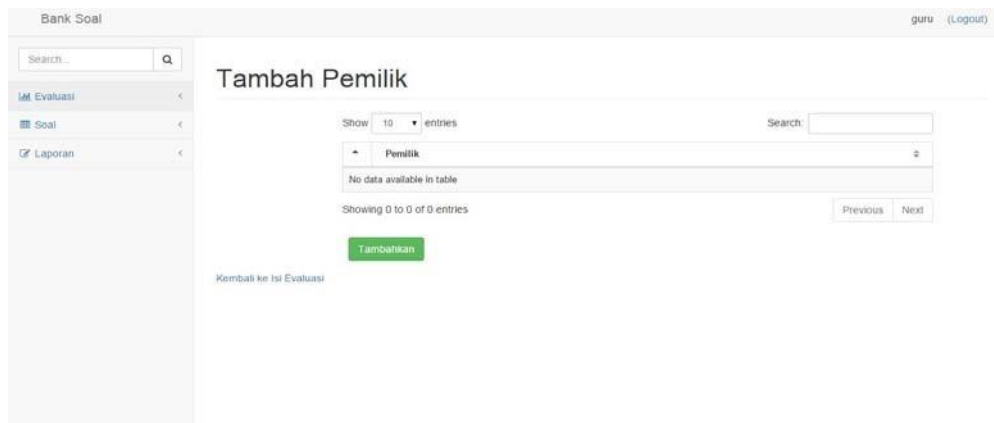 Bank Soal
guru (Logout)
Search...
Evaluasi
Soal
Laporan
Tambah Pemilik
Show 10 entries
Search:
Pemilik
No data available in table
Showing 0 to 0 of 0 entries
Previous Next
Tambahkan
Kembali ke Isi Evaluasi